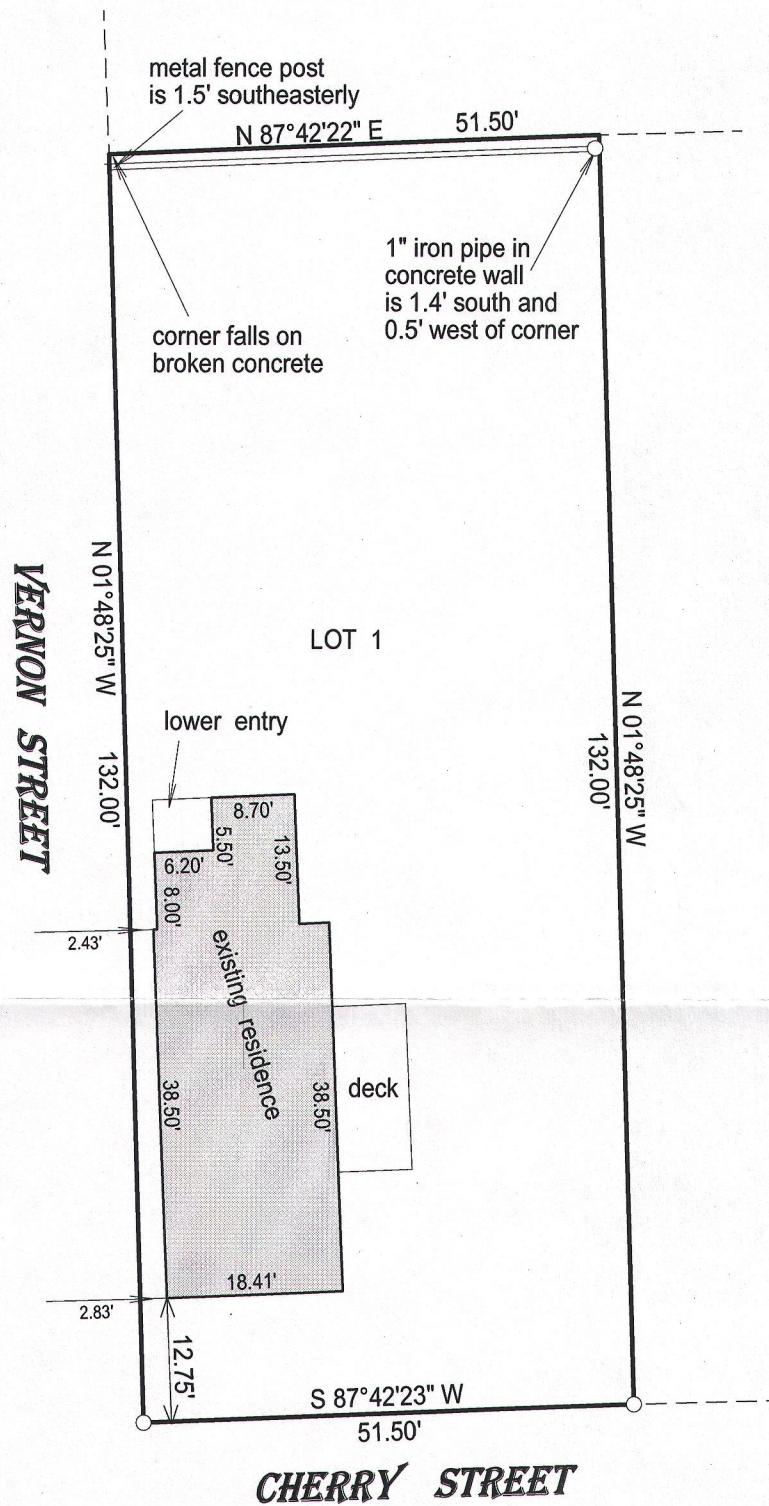 metal fence post
is 1.5' southeasterly
N 87°42'22" E
51.50'
1" iron pipe in
concrete wall
is 1.4' south and
0.5' west of corner
corner falls on
broken concrete
N 01°48'25" W
132.00'
VERNON STREET
LOT 1
N 01°48'25" W
132.00'
lower entry
8.70'
5.50'
13.50'
6.20'
8.00'
2.43'
existing residence
38.50'
38.50'
deck
18.41'
2.83'
12.75'
S 87°42'23" W
51.50'
CHERRY STREET